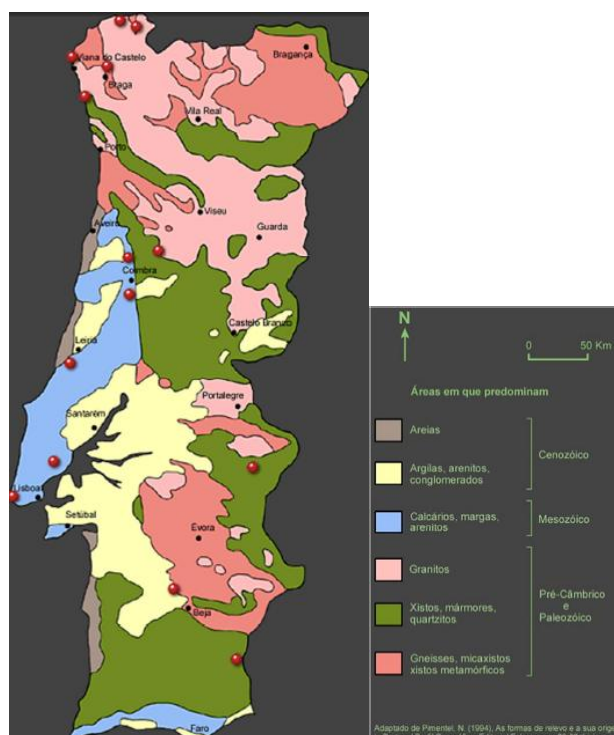 Viana do Castelo
Bragança
Braga
Vila Real
Porto
Viseu
Aveiro
Guarda
Coimbra
Castelo Branco
Leiria
Portalegre
Santarém
Lisboa
Setúbal
Évora
Beja
Faro
N
0 50 Km
Áreas em que predominam
Areias
Argilas, arenitos,
conglomerados
Cenozóico
Calcários, margas,
arenitos
Mesozóico
Granitos
Xistos, mármores,
quartzitos
Pré-Câmbrico
e
Paleozóico
Gneisses, micaxistos
xistos metamórficos
Adaptado de Pimentel, N. (1994). As formas de relevo e a sua orige